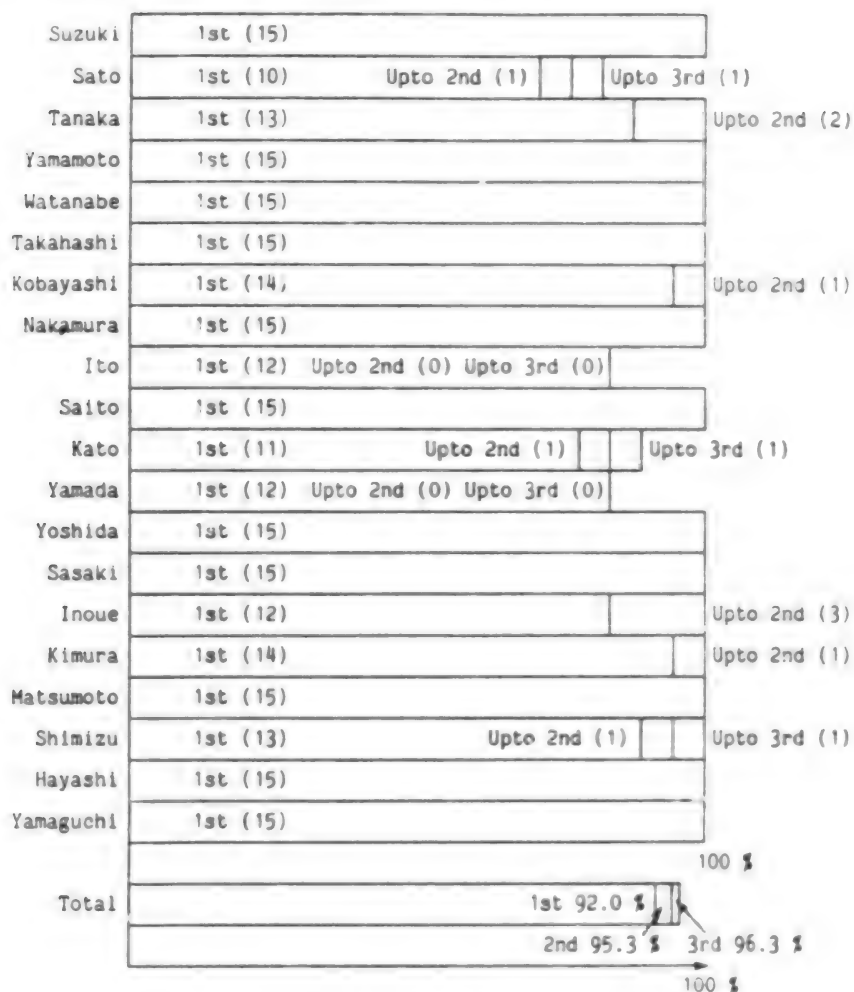 Suzuki 1st (15)
Sato 1st (10) Upto 2nd (1) Upto 3rd (1)
Tanaka 1st (13) Upto 2nd (2)
Yamamoto 1st (15)
Watanabe 1st (15)
Takahashi 1st (15)
Kobayashi 1st (14) Upto 2nd (1)
Nakamura 1st (15)
Ito 1st (12) Upto 2nd (0) Upto 3rd (0)
Saito 1st (15)
Kato 1st (11) Upto 2nd (1) Upto 3rd (1)
Yamada 1st (12) Upto 2nd (0) Upto 3rd (0)
Yoshida 1st (15)
Sasaki 1st (15)
Inoue 1st (12) Upto 2nd (3)
Kimura 1st (14) Upto 2nd (1)
Matsumoto 1st (15)
Shimizu 1st (13) Upto 2nd (1) Upto 3rd (1)
Hayashi 1st (15)
Yamaguchi 1st (15)
100 %
Total 1st 92.0 %
2nd 95.3 % 3rd 96.3 %
100 %